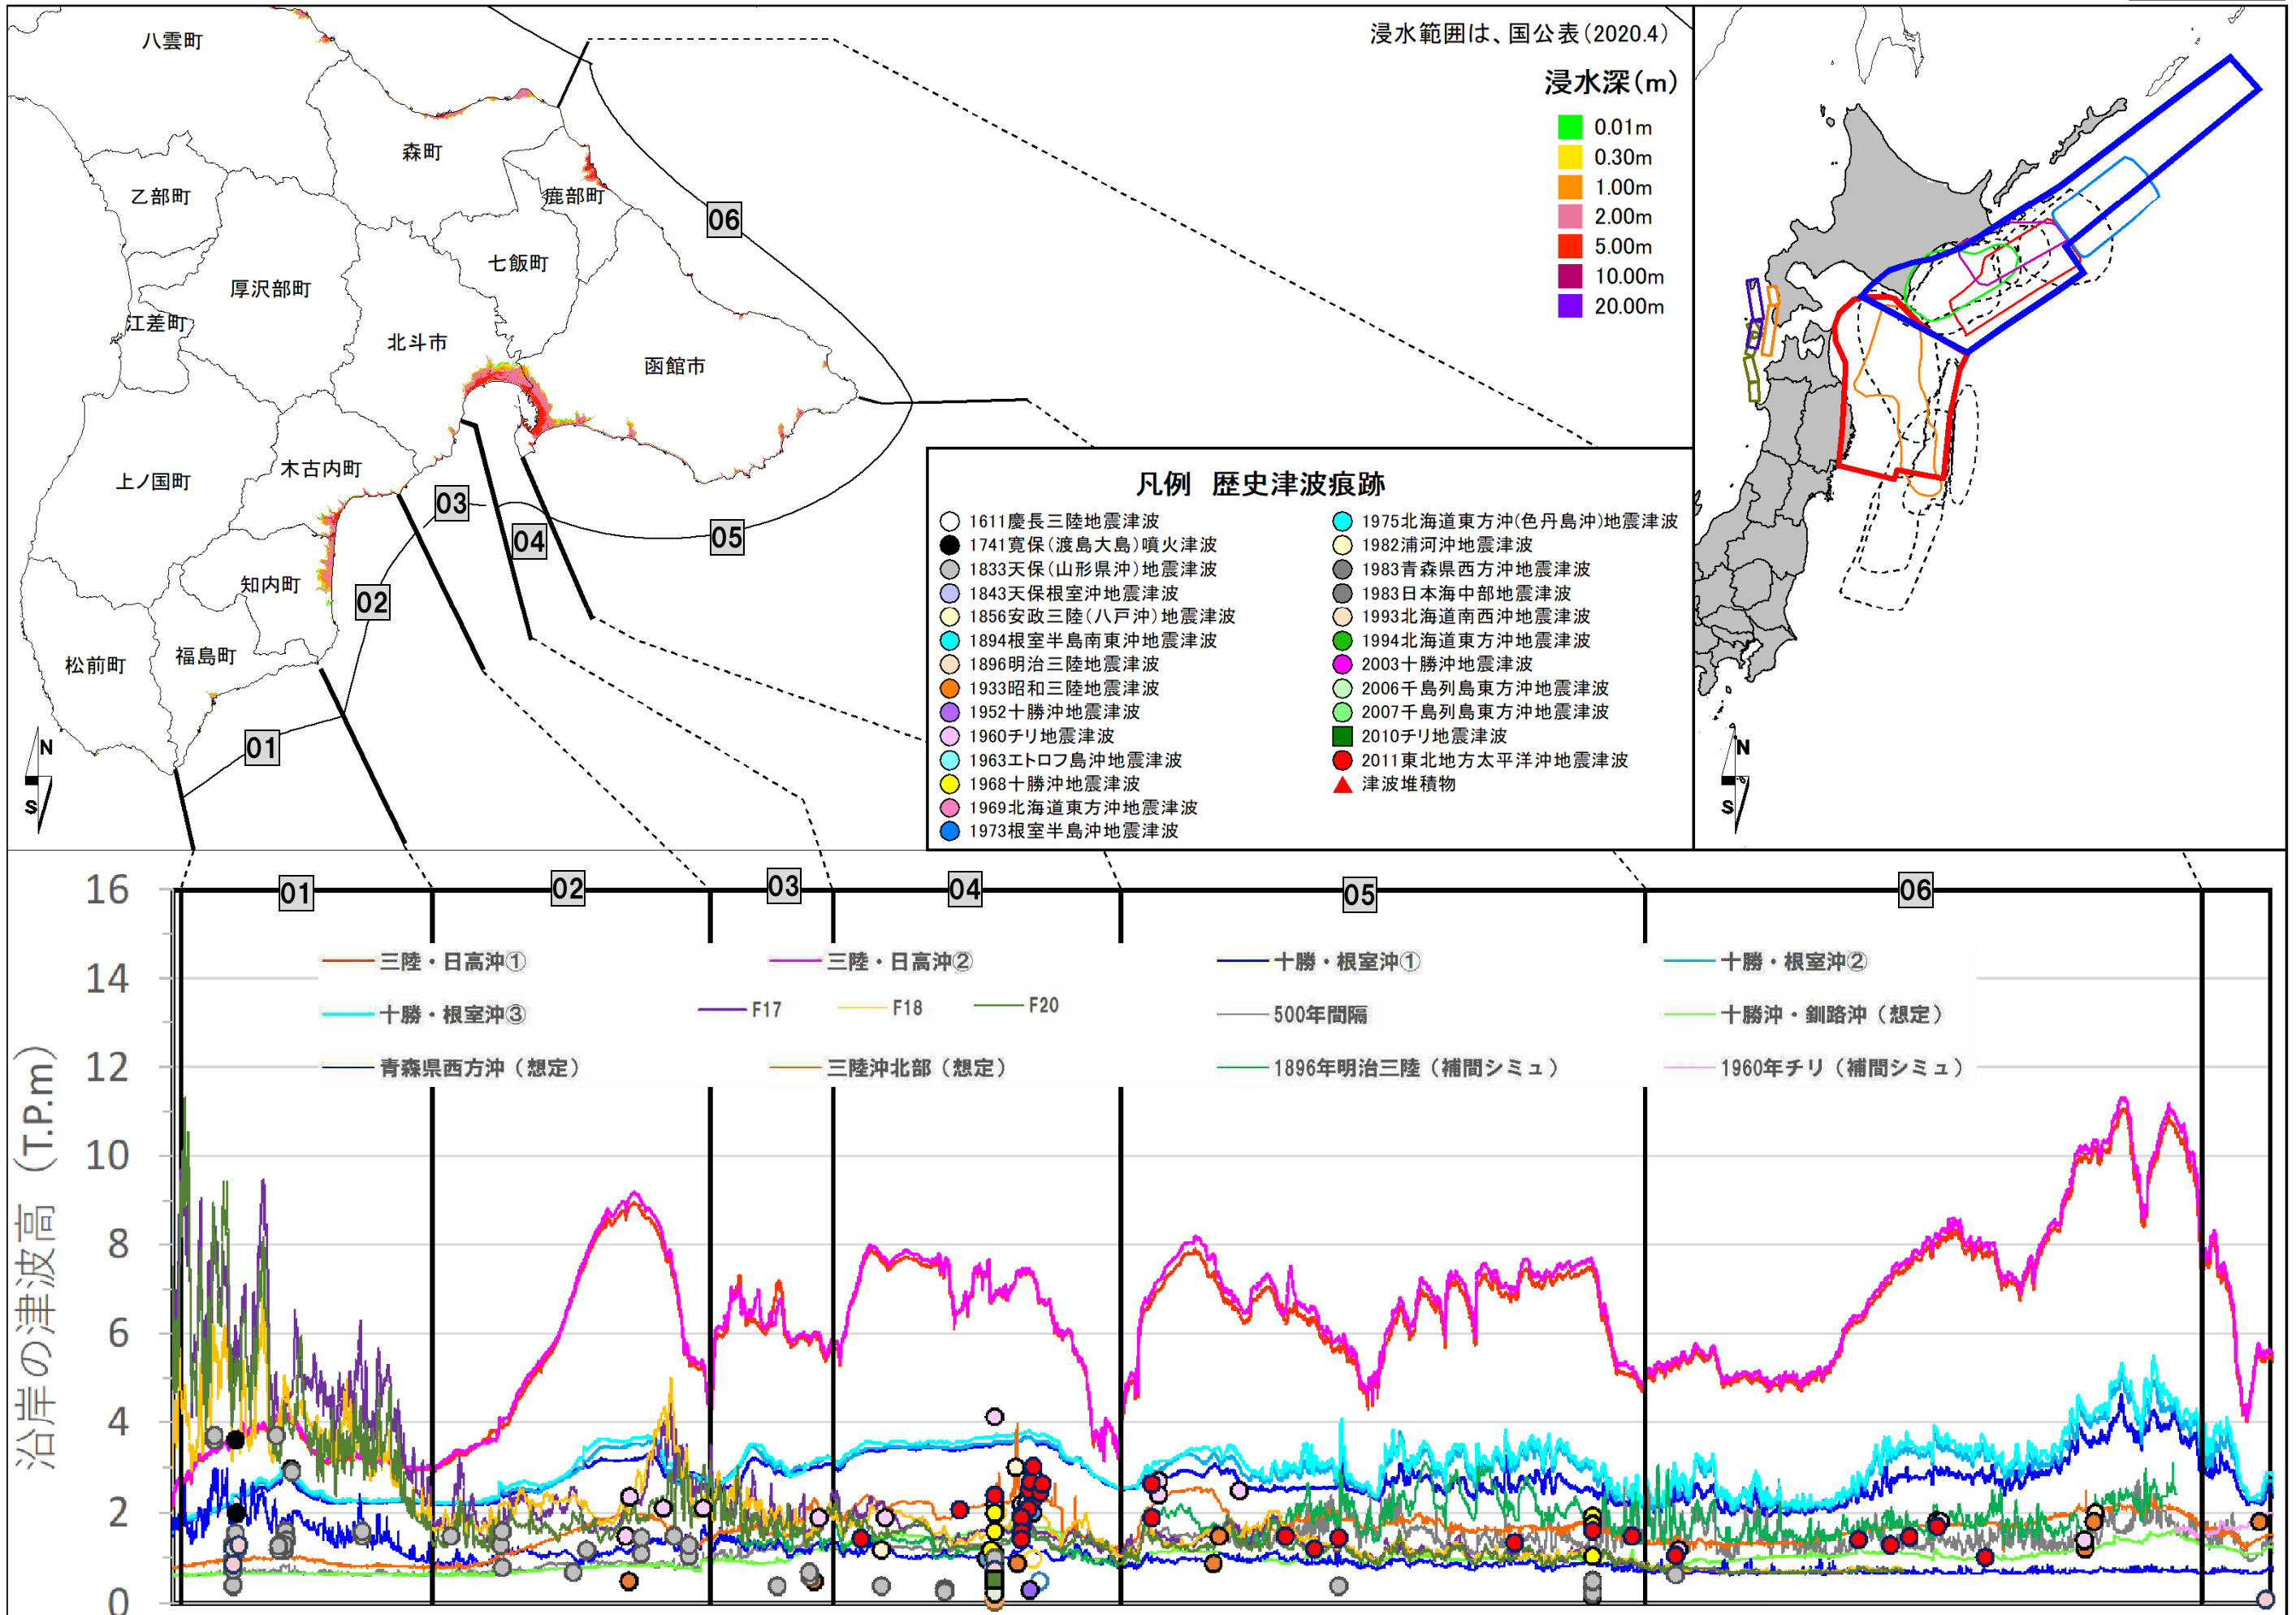 浸水範囲は、国公表(2020.4)
浸水深(m)
0.01m
0.30m
1.00m
2.00m
5.00m
10.00m
20.00m
八雲町
森町
乙部町
鹿部町
06
七飯町
厚沢部町
江差町
北斗市
函館市
木古内町
上ノ国町
03
04
05
知内町
02
福島町
松前町
01
N
S
N
S
凡例 歴史津波痕跡
1611慶長三陸地震津波
1741寛保(渡島大島)噴火津波
1833天保(山形県沖)地震津波
1843天保根室沖地震津波
1856安政三陸(八戸沖)地震津波
1894根室半島南東沖地震津波
1896明治三陸地震津波
1933昭和三陸地震津波
1952十勝沖地震津波
1960チリ地震津波
1963エトロフ島沖地震津波
1968十勝沖地震津波
1969北海道東方沖地震津波
1973根室半島沖地震津波
1975北海道東方沖(色丹島沖)地震津波
1982浦河沖地震津波
1983青森県西方沖地震津波
1983日本海中部地震津波
1993北海道南西沖地震津波
1994北海道東方沖地震津波
2003十勝沖地震津波
2006千島列島東方沖地震津波
2007千島列島東方沖地震津波
2010チリ地震津波
2011東北地方太平洋沖地震津波
津波堆積物
01
02
03
04
05
06
三陸・日高沖①
三陸・日高沖②
十勝・根室沖①
十勝・根室沖②
十勝・根室沖③
F17
F18
F20
500年間隔
十勝沖・釧路沖（想定）
青森県西方沖（想定）
三陸沖北部（想定）
1896年明治三陸（補間シミュ）
1960年チリ（補間シミュ）
沿岸の津波高（T.P.m）
16
14
12
10
8
6
4
2
0